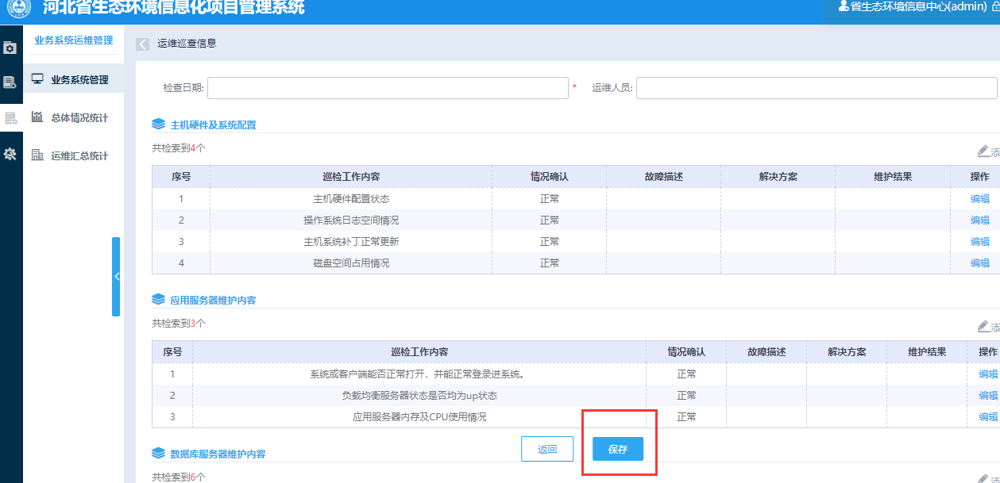 河北省生态环境信息化项目管理系统
省生态环境信息中心(admin)
业务系统运维管理
业务系统管理
总体情况统计
运维汇总统计
运维巡查信息
检查日期: * 运维人员:
主机硬件及系统配置
共检索到4个
添
序号 巡检工作内容 情况确认 故障描述 解决方案 维护结果 操作
1 主机硬件配置状态 正常 编辑
2 操作系统日志空间情况 正常 编辑
3 主机系统补丁正常更新 正常 编辑
4 磁盘空间占用情况 正常 编辑
应用服务器维护内容
共检索到3个
添
序号 巡检工作内容 情况确认 故障描述 解决方案 维护结果 操作
1 系统或客户端能否正常打开，并能正常登录进系统。 正常 编辑
2 负载均衡服务器状态是否均为up状态 正常 编辑
3 应用服务器内存及CPU使用情况 正常 编辑
返回 保存
数据库服务器维护内容
共检索到6个